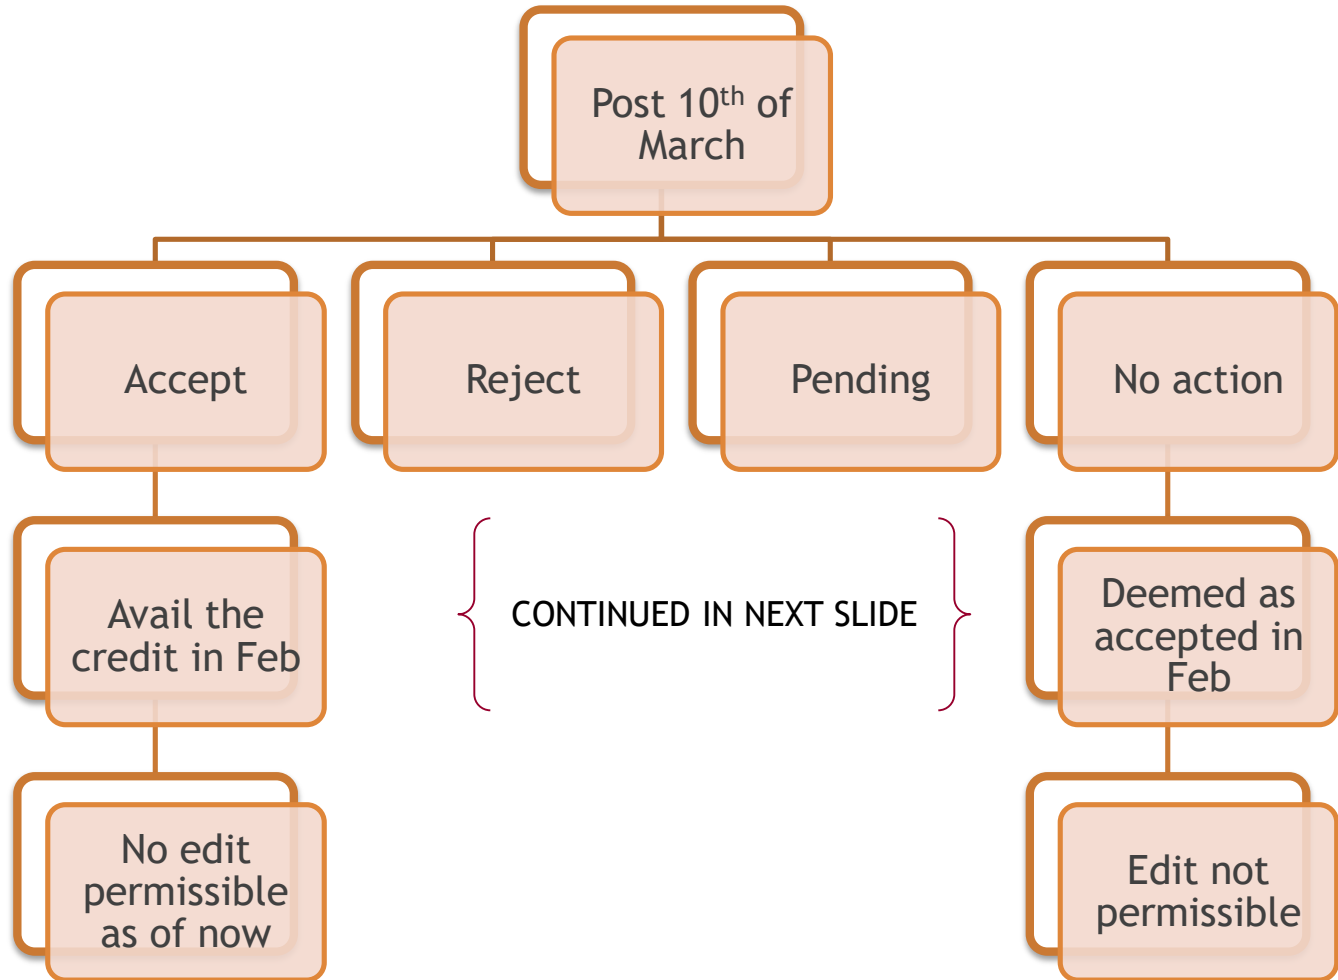 Post 10th of
March
Accept
Reject
Pending
No action
Avail the
credit in Feb
CONTINUED IN NEXT SLIDE
Deemed as
accepted in
Feb
No edit
permissible
as of now
Edit not
permissible